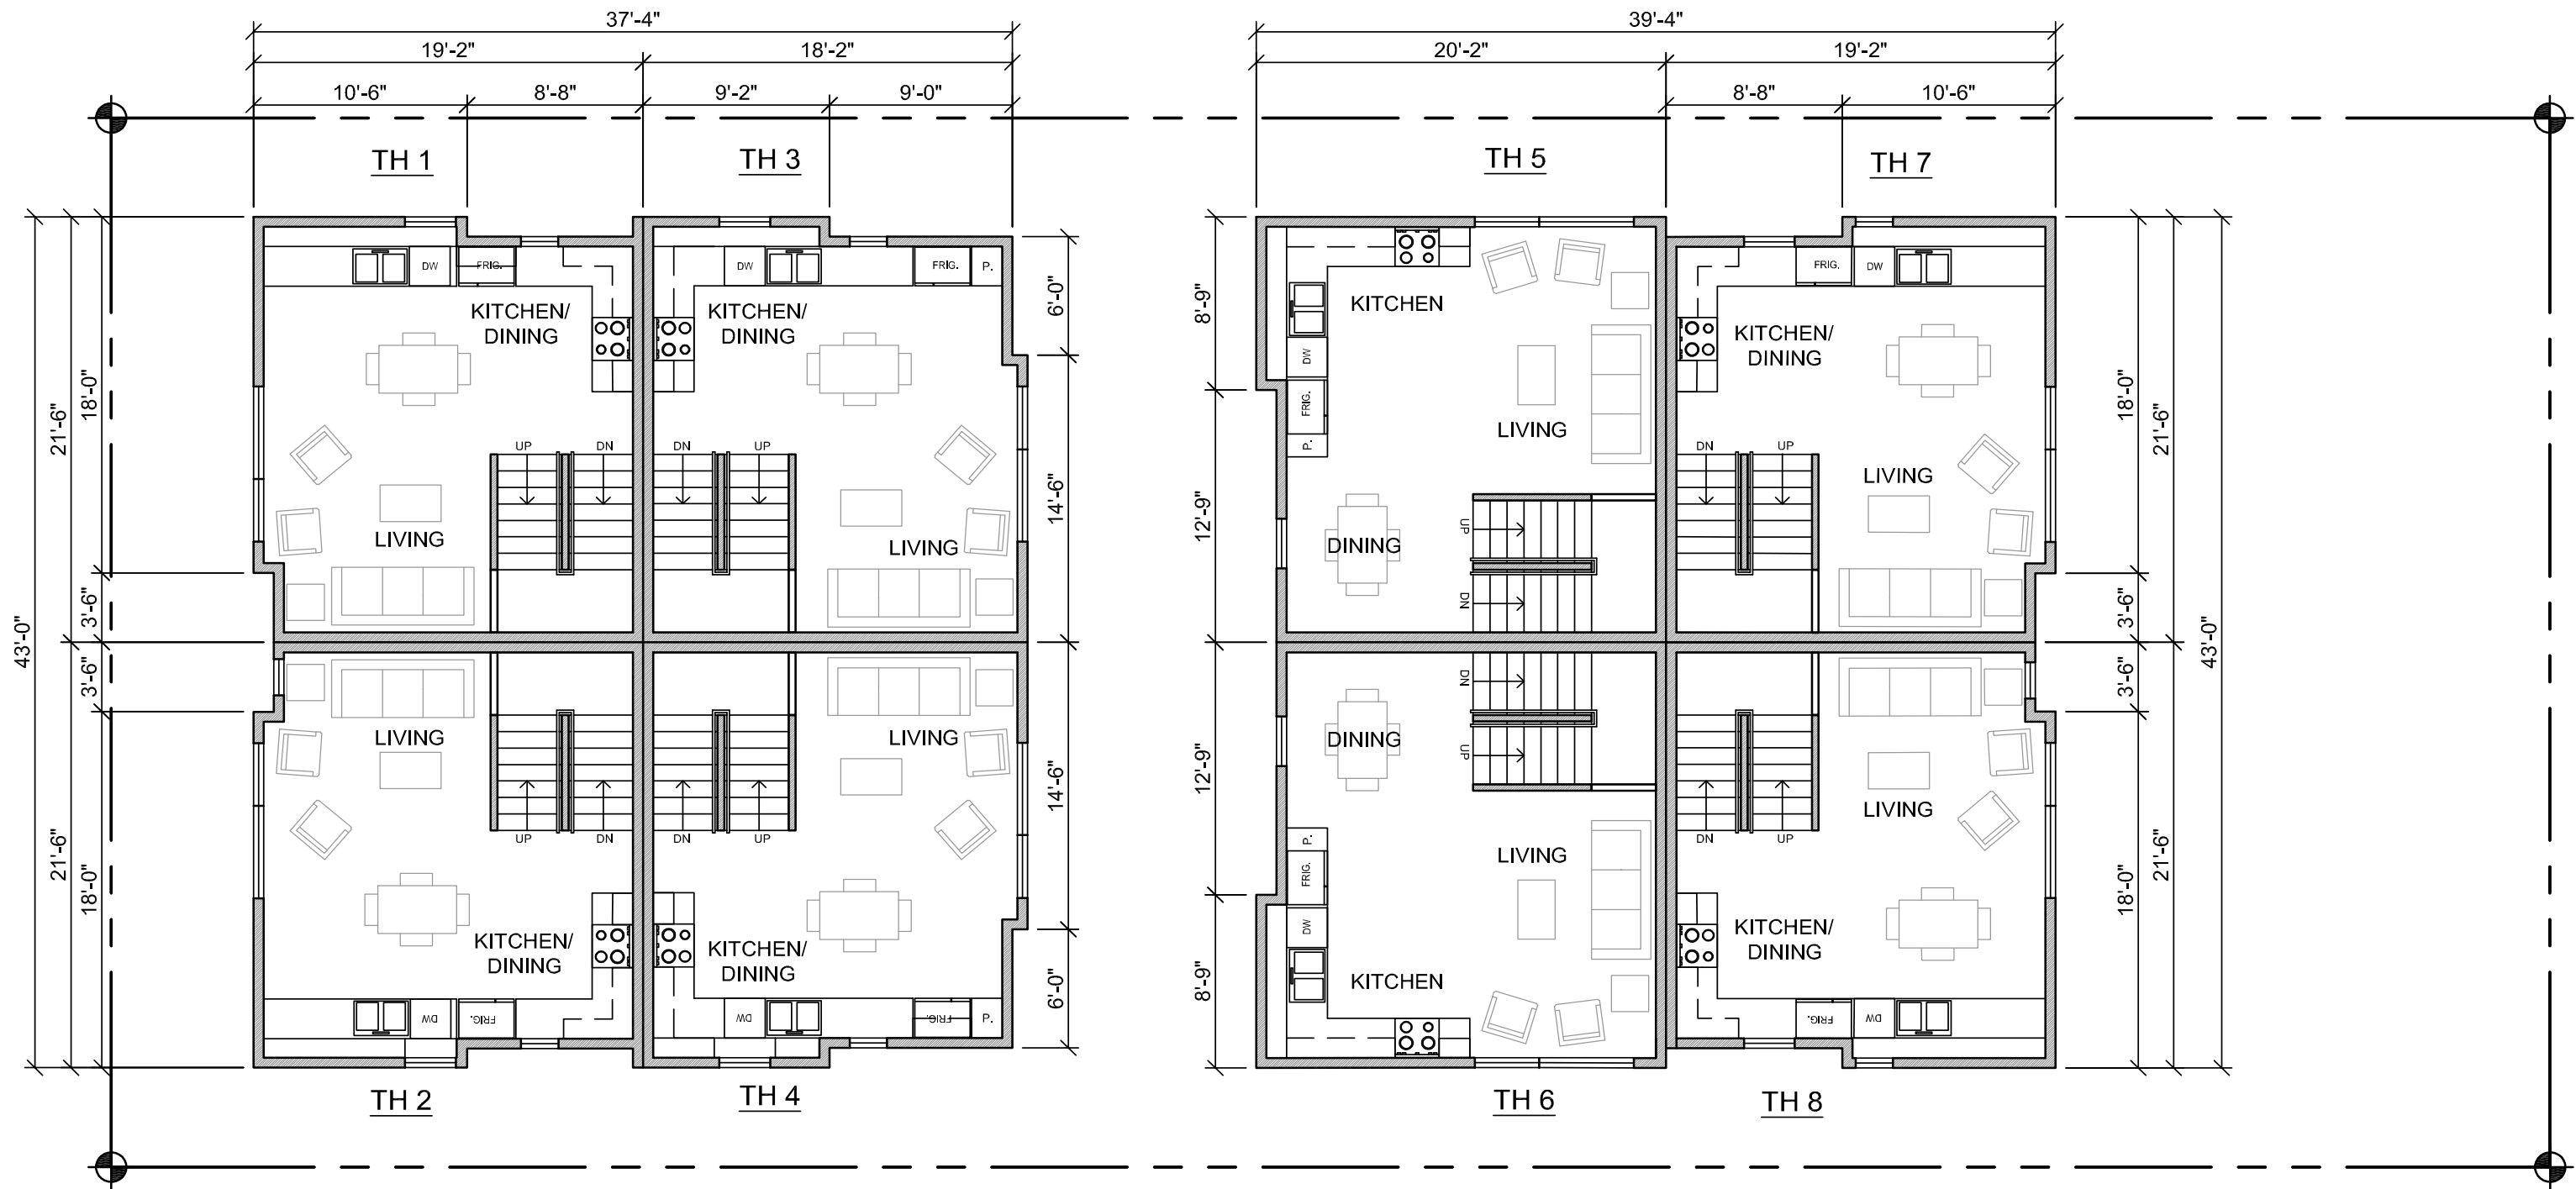 37'-4"
39'-4"
19'-2"
18'-2"
20'-2"
19'-2"
10'-6"
8'-8"
9'-2"
9'-0"
8'-8"
10'-6"
TH 1
TH 3
TH 5
TH 7
43'-0"
21'-6"
18'-0"
3'-6"
3'-6"
21'-6"
18'-0"
DW
FRIG.
KITCHEN/
DINING
UP
DN
LIVING
DW
FRIG.
P.
KITCHEN/
DINING
DN
UP
LIVING
6'-0"
14'-6"
14'-6"
6'-0"
LIVING
UP
DN
KITCHEN/
DINING
DW
FRIG.
LIVING
DN
UP
KITCHEN/
DINING
DW
FRIG.
P.
TH 2
TH 4
8'-9"
12'-9"
12'-9"
8'-9"
KITCHEN
DW
FRIG.
P.
LIVING
UP
DINING
DN
FRIG.
DW
KITCHEN/
DINING
DN
UP
LIVING
18'-0"
21'-6"
3'-6"
43'-0"
3'-6"
18'-0"
21'-6"
DN
DINING
UP
P.
FRIG.
DW
LIVING
KITCHEN
LIVING
DN
UP
KITCHEN/
DINING
FRIG.
DW
TH 6
TH 8